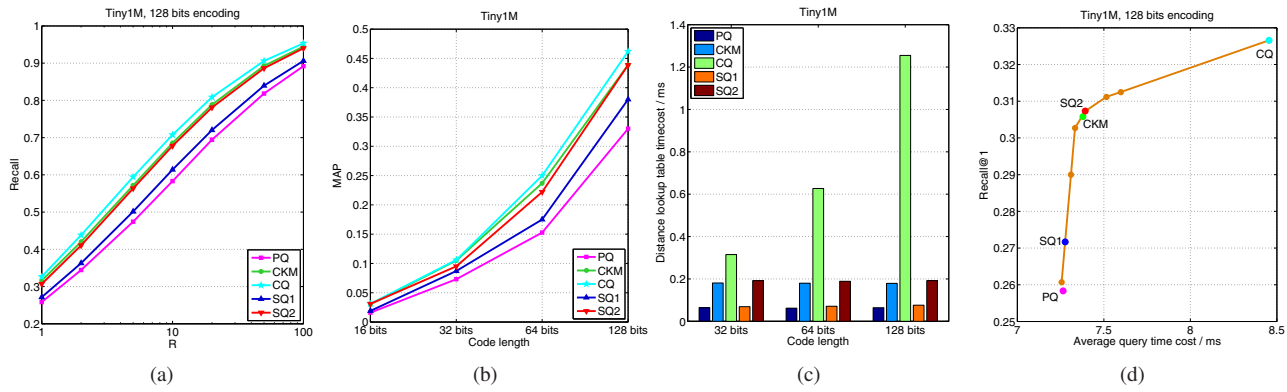 Tiny1M, 128 bits encoding
1
0.9
0.8
0.7
0.6
0.5
0.4
0.3
0.2
Recall
PQ
CKM
CQ
SQ1
SQ2
1
10
100
R
(a)
Tiny1M
0.5
0.45
0.4
0.35
0.3
0.25
0.2
0.15
0.1
0.05
0
MAP
PQ
CKM
CQ
SQ1
SQ2
16 bits
32 bits
64 bits
128 bits
Code length
(b)
Tiny1M
1.4
1.2
1
0.8
0.6
0.4
0.2
0
Distance lookup table timecost / ms
PQ
CKM
CQ
SQ1
SQ2
32 bits
64 bits
128 bits
Code length
(c)
Tiny1M, 128 bits encoding
0.33
0.32
0.31
0.3
0.29
0.28
0.27
0.26
0.25
Recall@1
CQ
SQ2
CKM
SQ1
PQ
7
7.5
8
8.5
Average query time cost / ms
(d)